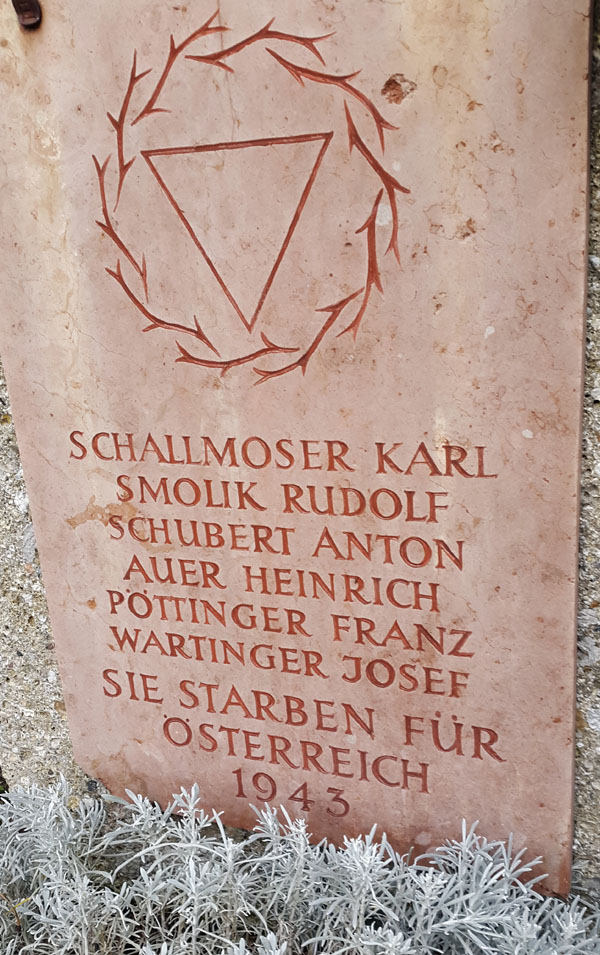 SCHALLMOSER KARL
SMOLIK RUDOLF
SCHUBERT ANTON
AUER HEINRICH
PÖTTINGER FRANZ
WARTINGER JOSEF
SIE STARBEN FÜR
ÖSTERREICH
1943